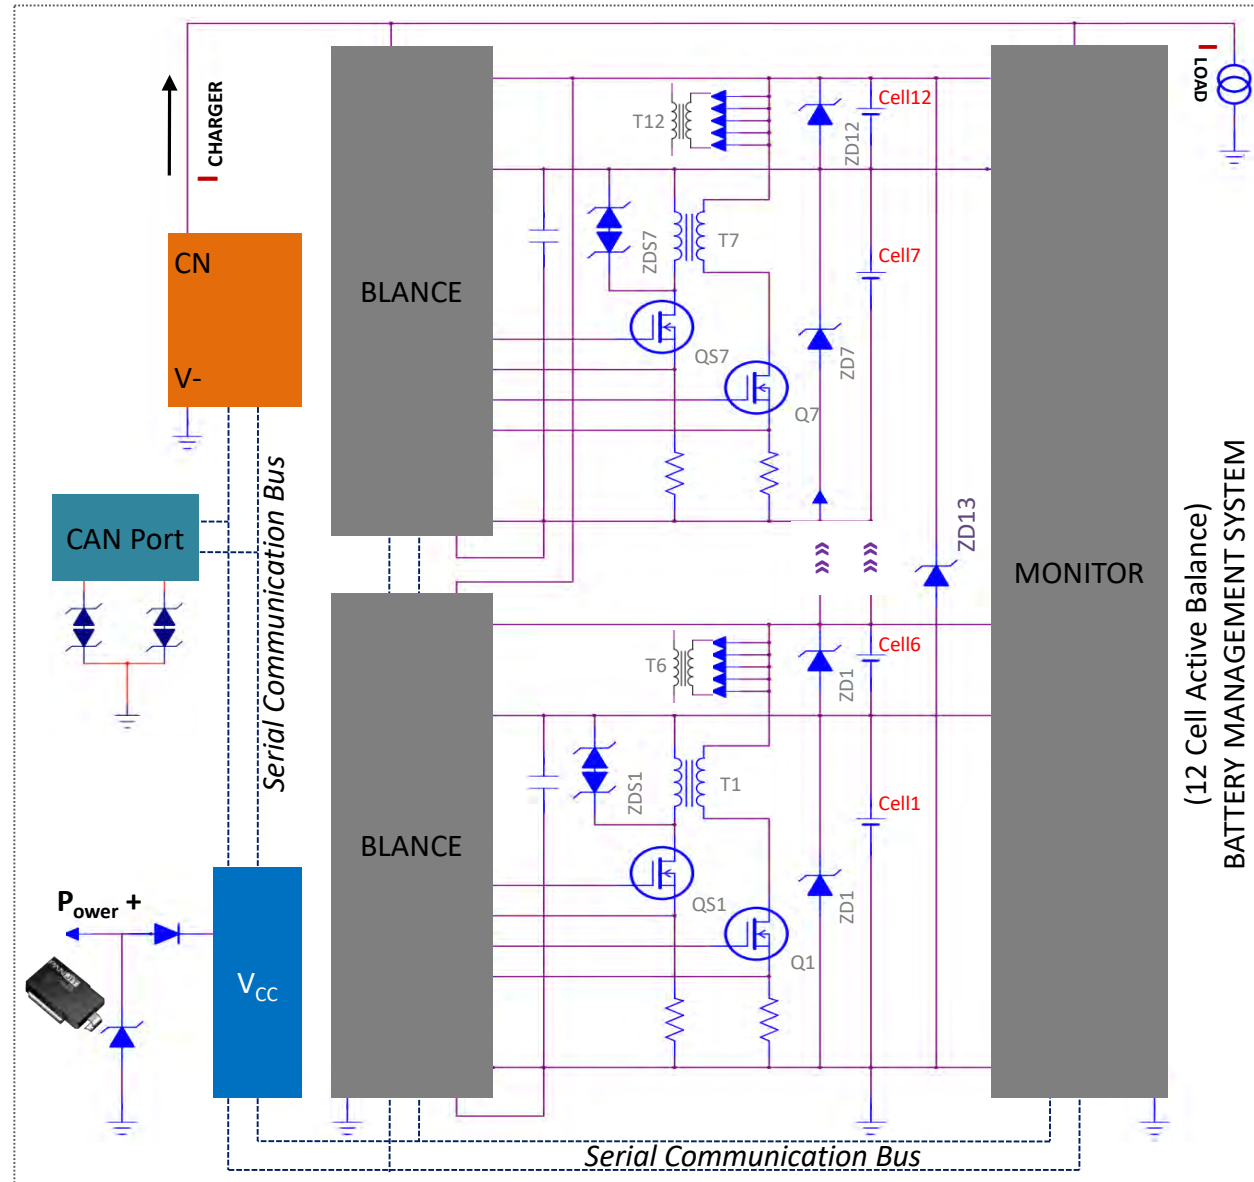 I CHARGER
I LOAD
CN
V-
BLANCE
T12
ZD12
Cell12
ZDS7
T7
Cell7
QS7
ZD7
Q7
CAN Port
Serial Communication Bus
ZD13
MONITOR
(12 Cell Active Balance)
BATTERY MANAGEMENT SYSTEM
T6
ZD1
Cell6
ZDS1
T1
Cell1
BLANCE
QS1
ZD1
Q1
Power +
VCC
Serial Communication Bus